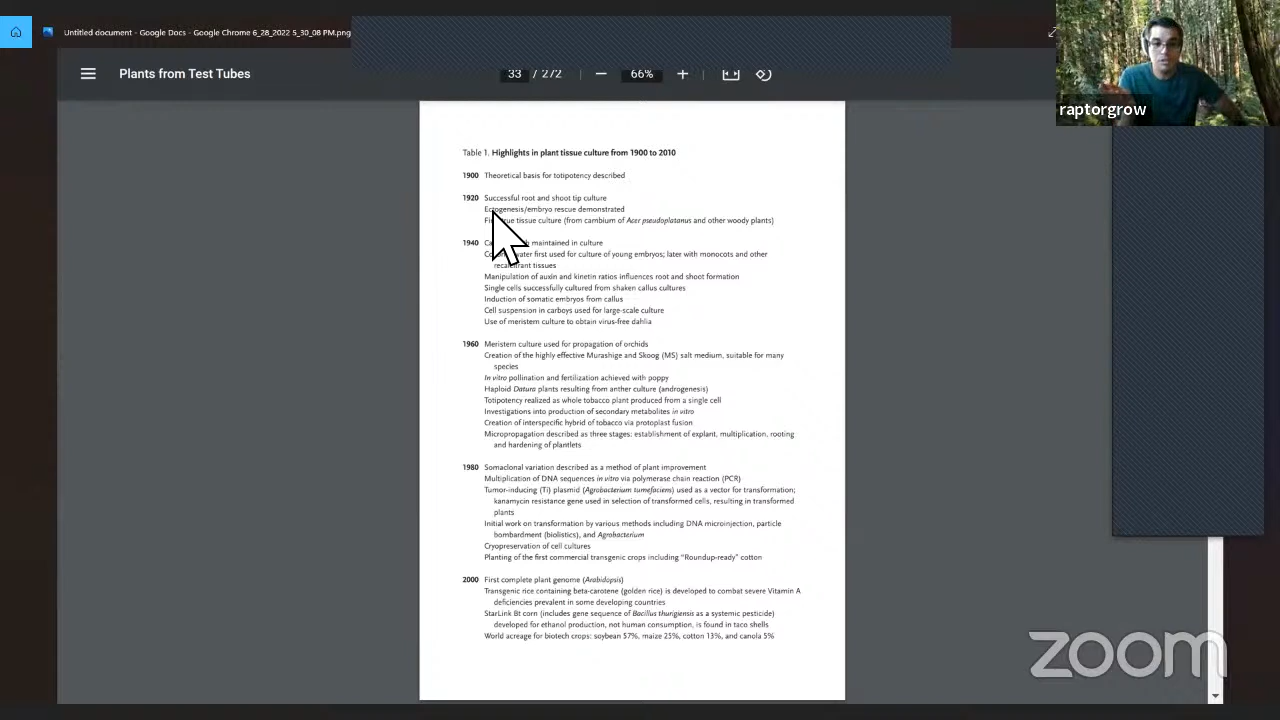 Untitled document - Google Docs - Google Chrome 6_28_2022 5_30_08 PM.png
Plants from Test Tubes
33 / 272
66%
raptorgrow
Table 1. Highlights in plant tissue culture from 1900 to 2010
1900 Theoretical basis for totipotency described
1920 Successful root and shoot tip culture
Ectogenesis/embryo rescue demonstrated
tissue culture (from cambium of Acer pseudoplatanus and other woody plants)
1940 maintained in culture
water first used for culture of young embryos; later with monocots and other
recalcitrant tissues
Manipulation of auxin and kinetin ratios influences root and shoot formation
Single cells successfully cultured from shaken callus cultures
Induction of somatic embryos from callus
Cell suspension in carboys used for large-scale culture
Use of meristem culture to obtain virus-free dahlia
1960 Meristem culture used for propagation of orchids
Creation of the highly effective Murashige and Skoog (MS) salt medium, suitable for many
species
In vitro pollination and fertilization achieved with poppy
Haploid Datura plants resulting from anther culture (androgenesis)
Totipotency realized as whole tobacco plant produced from a single cell
Investigations into production of secondary metabolites in vitro
Creation of interspecific hybrid of tobacco via protoplast fusion
Micropropagation described as three stages: establishment of explant, multiplication, rooting
and hardening of plantlets
1980 Somaclonal variation described as a method of plant improvement
Multiplication of DNA sequences in vitro via polymerase chain reaction (PCR)
Tumor-inducing (Ti) plasmid (Agrobacterium tumefaciens) used as a vector for transformation;
kanamycin resistance gene used in selection of transformed cells, resulting in transformed
plants
Initial work on transformation by various methods including DNA microinjection, particle
bombardment (biolistics), and Agrobacterium
Cryopreservation of cell cultures
Planting of the first commercial transgenic crops including "Roundup-ready" cotton
2000 First complete plant genome (Arabidopsis)
Transgenic rice containing beta-carotene (golden rice) is developed to combat severe Vitamin A
deficiencies prevalent in some developing countries
StarLink Bt corn (includes gene sequence of Bacillus thurigiensis as a systemic pesticide)
developed for ethanol production, not human consumption, is found in taco shells
World acreage for biotech crops: soybean 57%, maize 25%, cotton 13%, and canola 5%
zoom